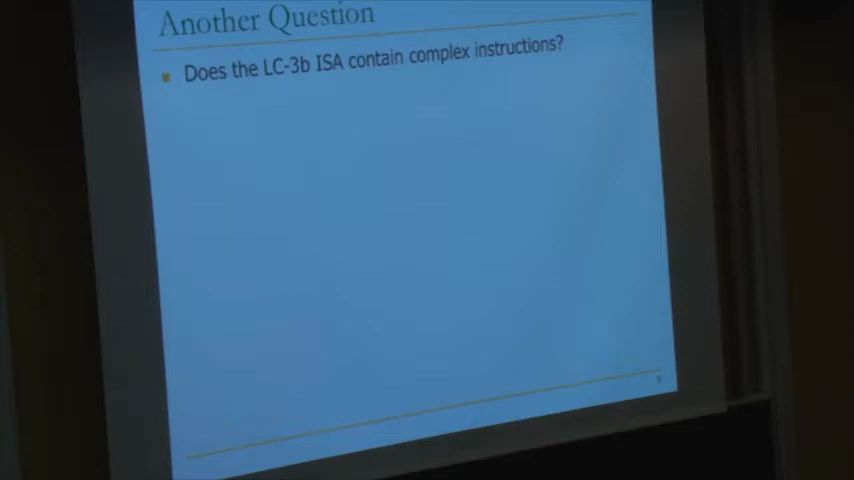 Another Question
Does the LC-3b ISA contain complex instructions?